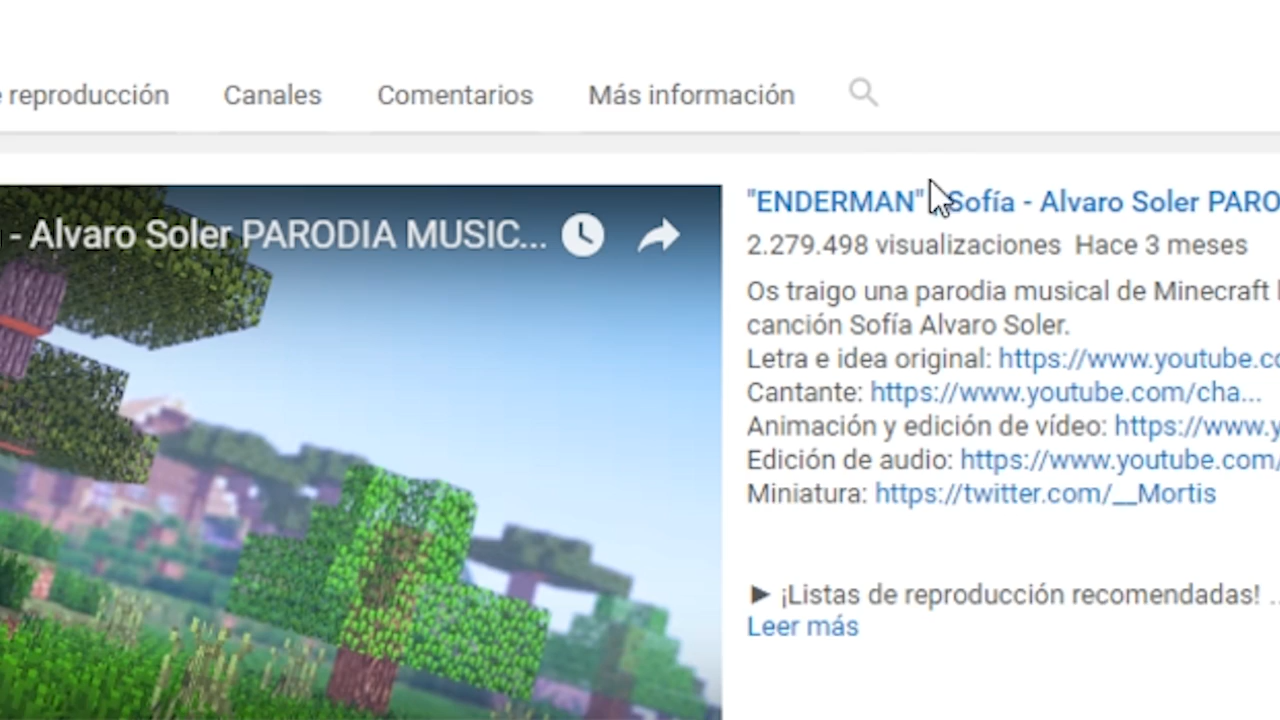 reproducción Canales Comentarios Más información
- Alvaro Soler PARODIA MUSIC...
"ENDERMAN" Sofía - Alvaro Soler PARO
2.279.498 visualizaciones Hace 3 meses
Os traigo una parodia musical de Minecraft
canción Sofía Alvaro Soler.
Letra e idea original: https://www.youtube.co
Cantante: https://www.youtube.com/cha...
Animación y edición de vídeo: https://www.y
Edición de audio: https://www.youtube.com/
Miniatura: https://twitter.com/__Mortis
► ¡Listas de reproducción recomendadas! ..
Leer más